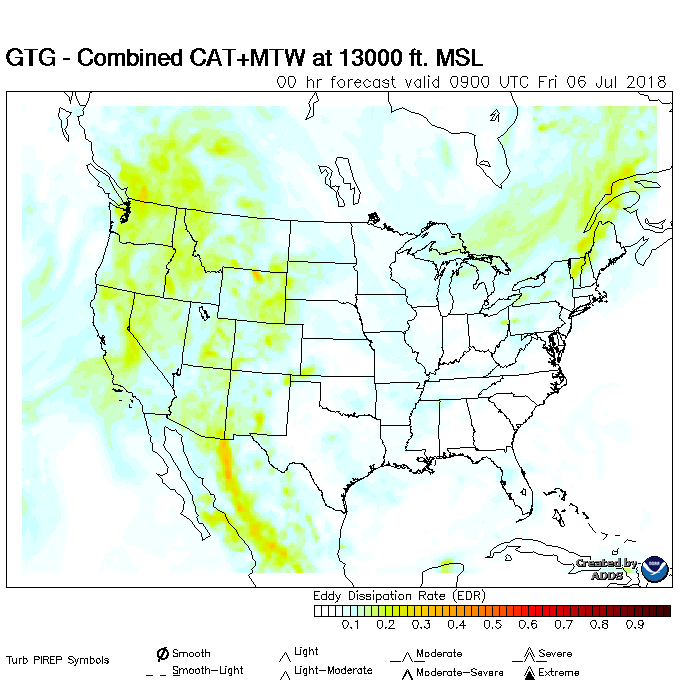 GTG - Combined CAT+MTW at 13000 ft. MSL
00 hr forecast valid 0900 UTC Fri 06 Jul 2018
Created by
ADDS
Eddy Dissipation Rate (EDR)
0.1 0.2 0.3 0.4 0.5 0.6 0.7 0.8 0.9
Turb PIREP Symbols
Smooth Light Moderate Severe
Smooth-Light Light-Moderate Moderate-Severe Extreme